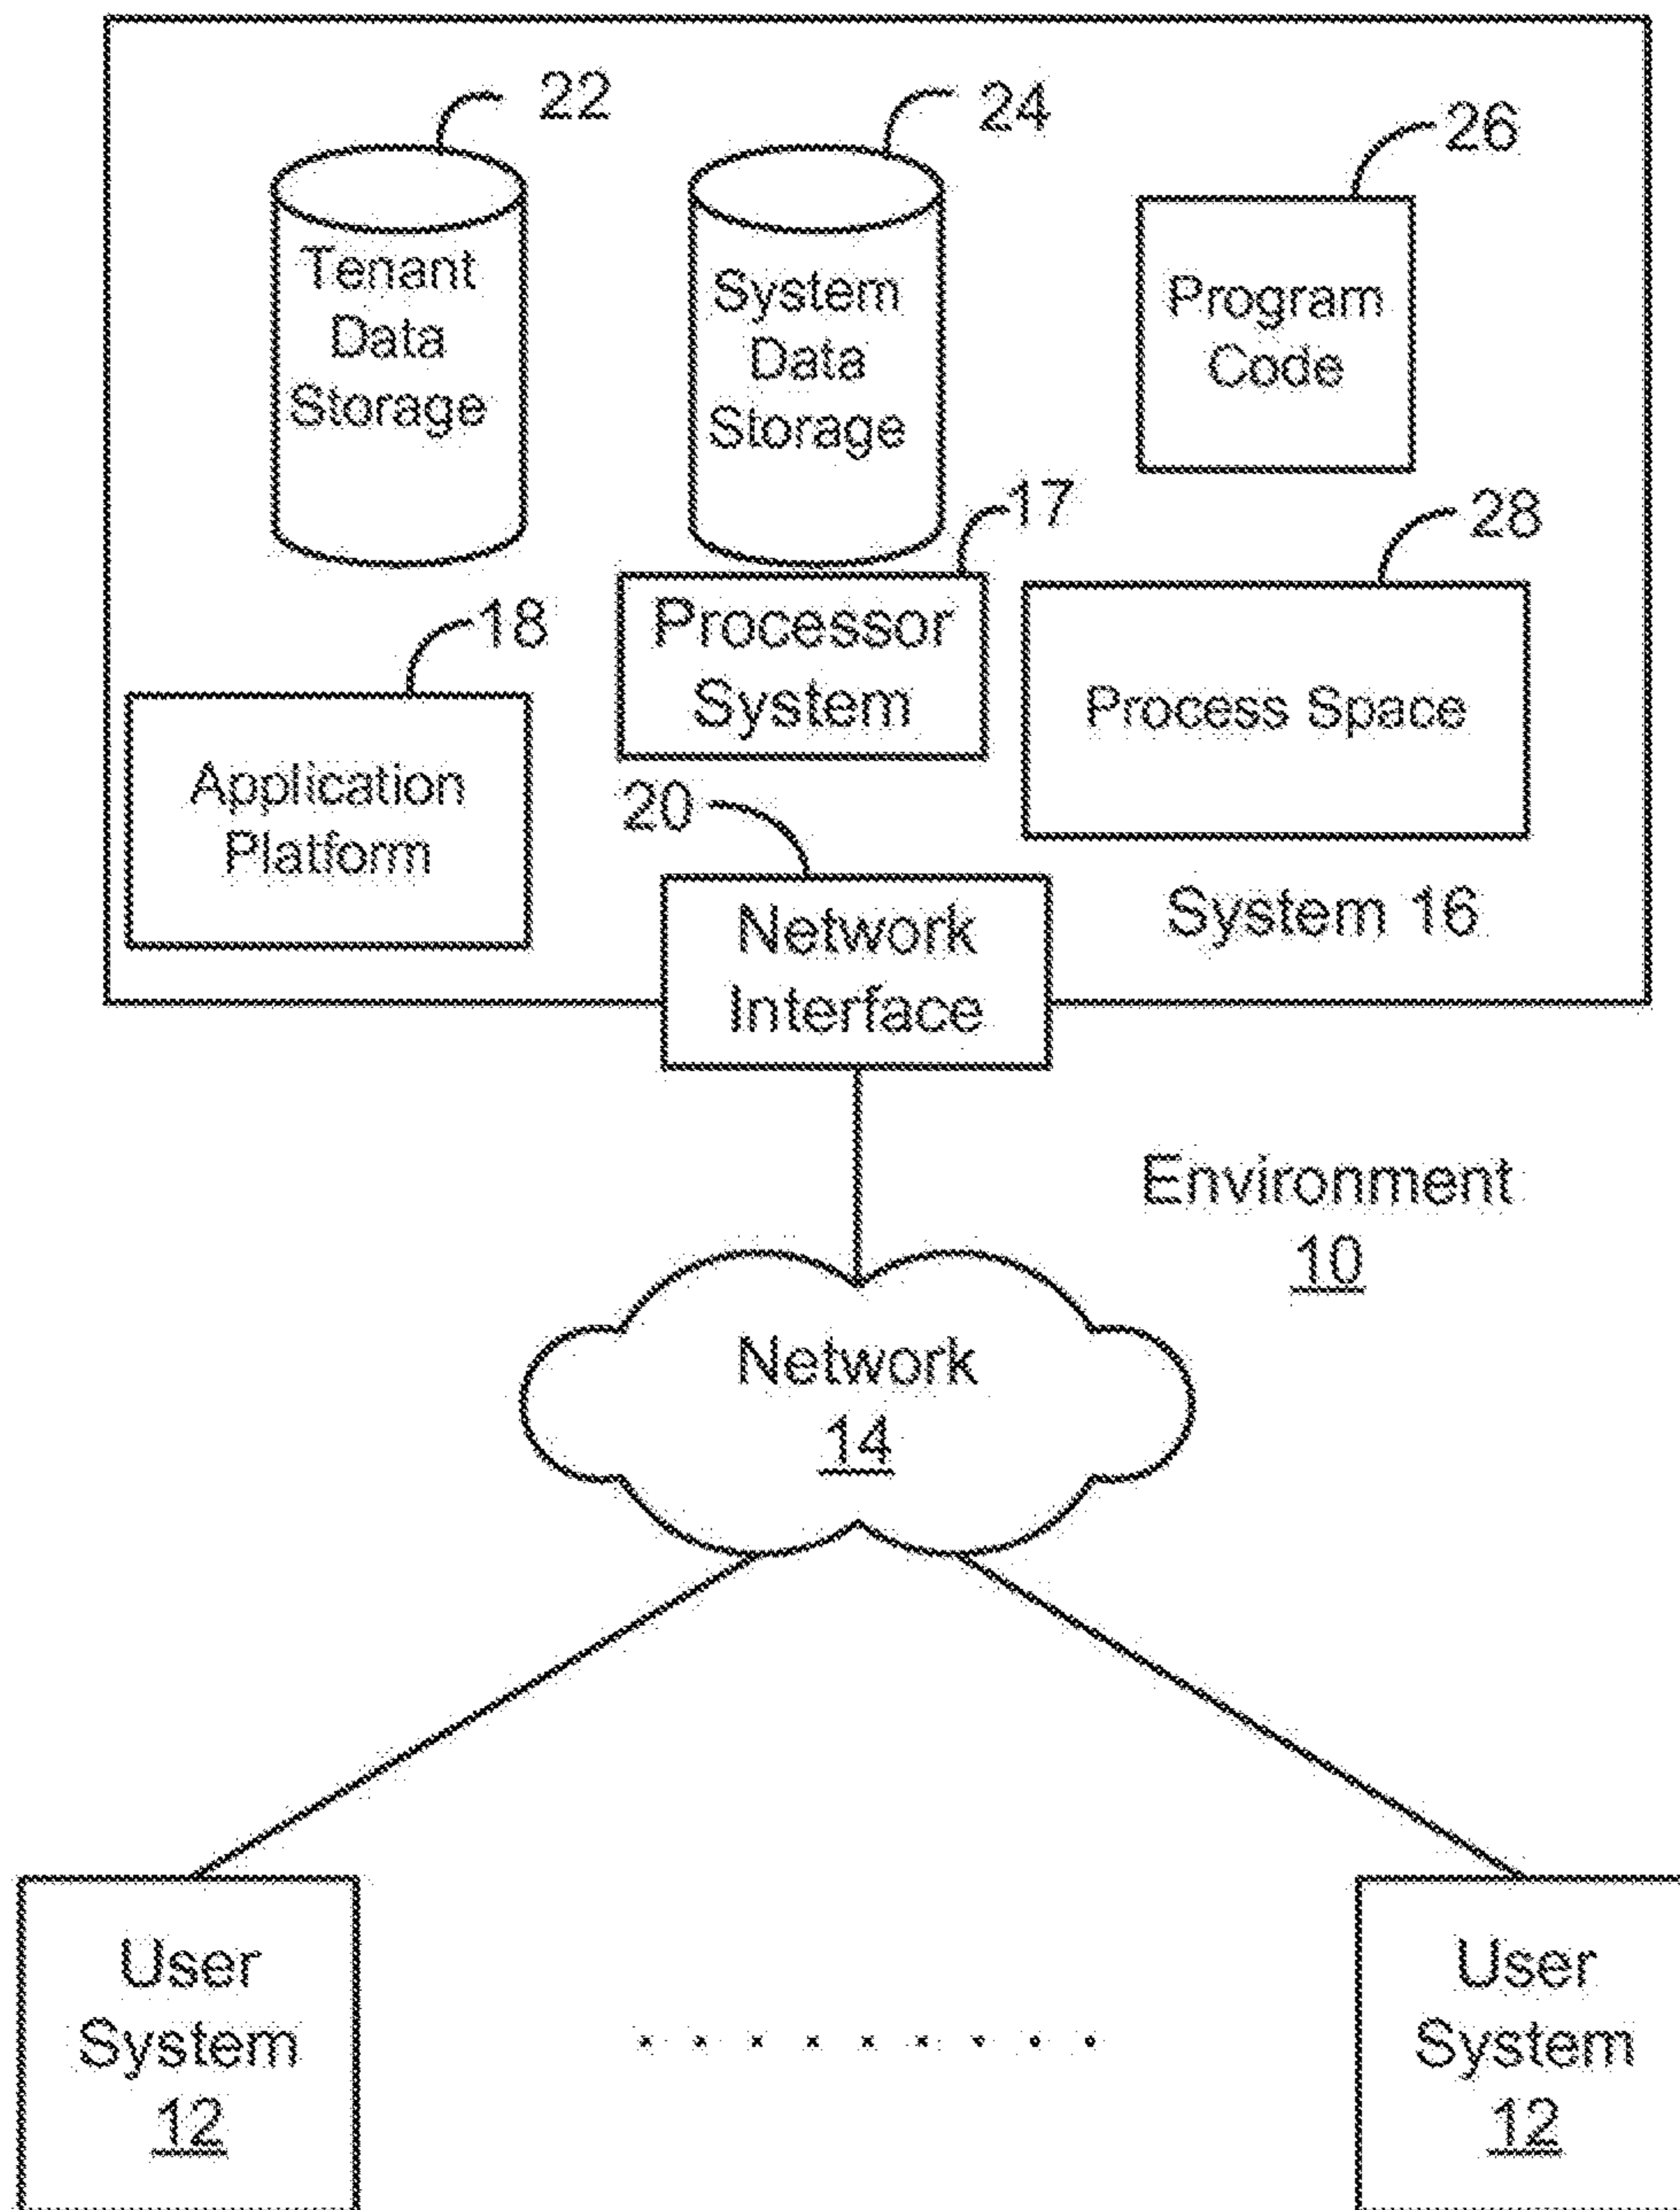 22
24
26
Tenant
Data
Storage
System
Data
Storage
Program
Code
17
28
18
Processor
System
Process Space
Application
Platform
20
Network
Interface
System 16
Environment
10
Network
14
User
System
12
User
System
12